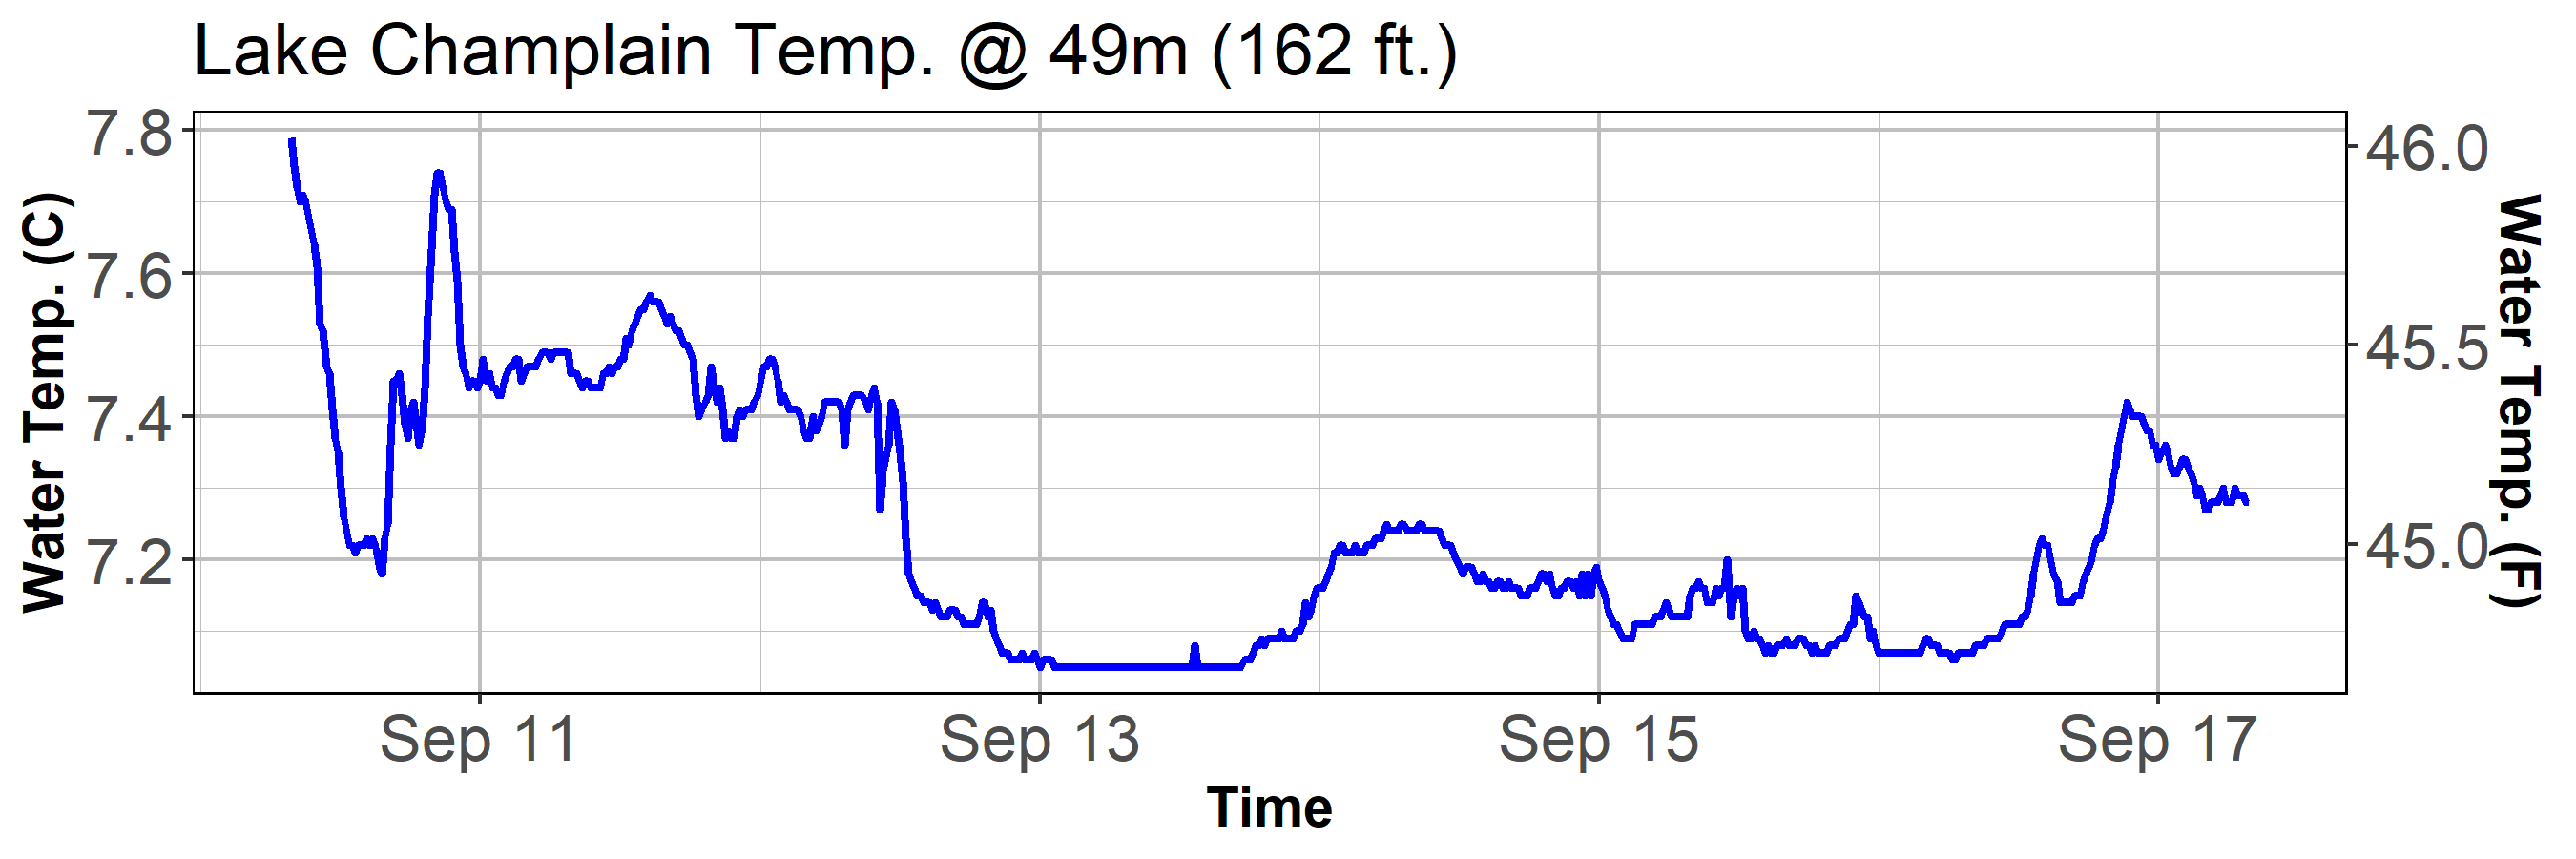 Lake Champlain Temp. @ 49m (162 ft.)
Water Temp. (C)
7.8
7.6
7.4
7.2
46.0
45.5
45.0
Water Temp. (F)
Sep 11 Sep 13 Sep 15 Sep 17
Time